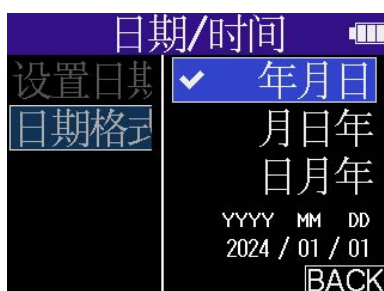 日期/时间
设置日期
日期格式
✔ 年月日
月日年
日月年
YYYY MM DD
2024 / 01 / 01
BACK